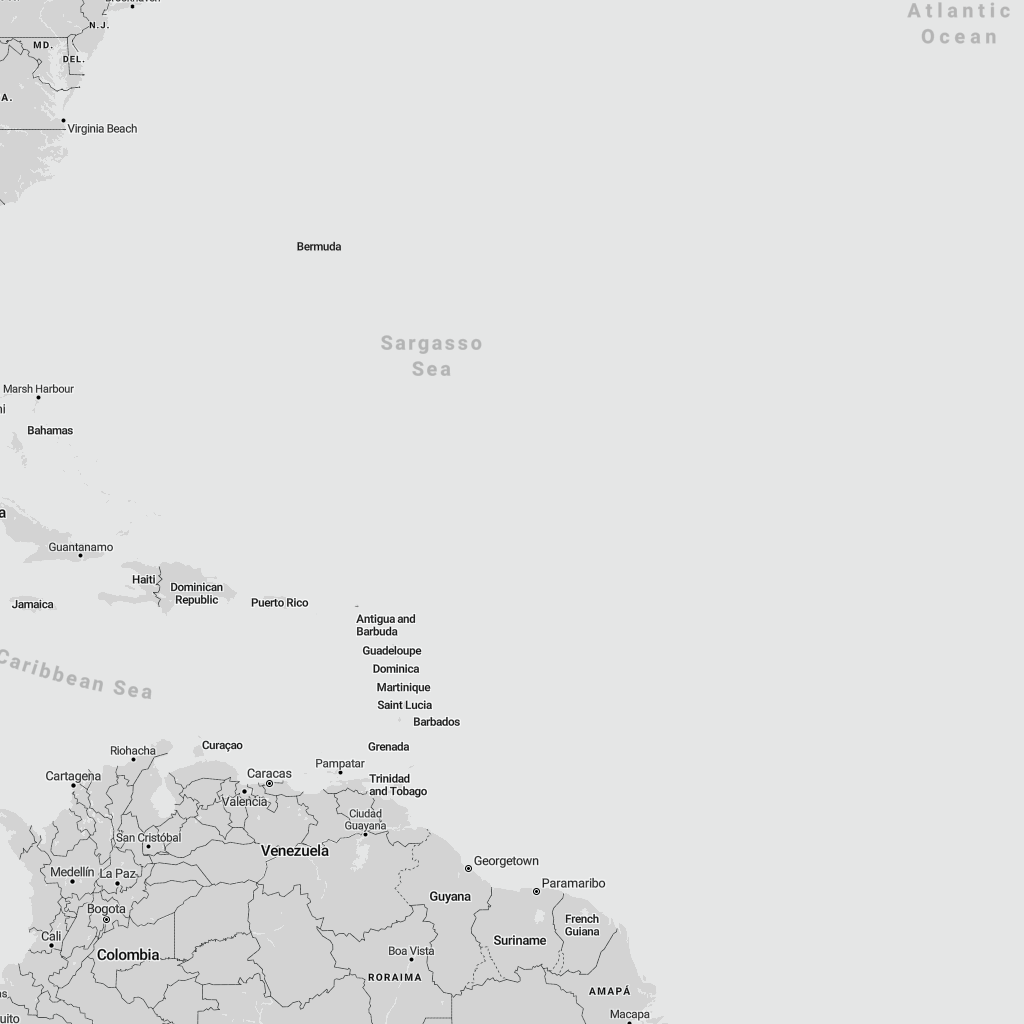 N.J.
MD.
DEL.
A.
Virginia Beach
Atlantic
Ocean
Bermuda
Sargasso
Sea
Marsh Harbour
Bahamas
Guantanamo
Haiti
Dominican
Republic
Jamaica
Puerto Rico
Antigua and
Barbuda
Guadeloupe
Dominica
Martinique
Saint Lucia
Barbados
Caribbean Sea
Grenada
Curaçao
Riohacha
Pampatar
Caracas
Cartagena
Trinidad
and Tobago
Valencia
Ciudad
Guayana
San Cristóbal
Venezuela
Georgetown
Medellín
La Paz
Paramaribo
Guyana
Bogota
French
Guiana
Cali
Suriname
Boa Vista
Colombia
RORAIMA
AMAPÁ
Macapa